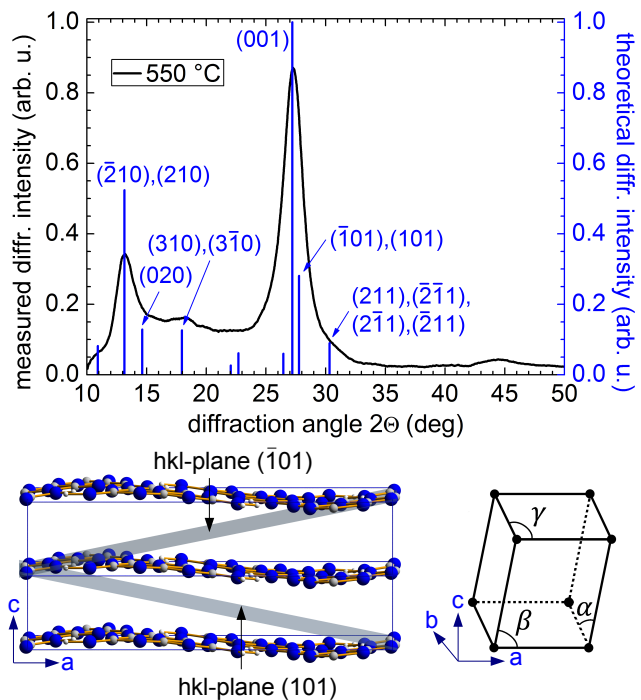 measured diffr. intensity (arb. u.)
1.0
0.8
0.6
0.4
0.2
0.0
550 °C
(001)
(2̄10),(210)
(310),(31̄0)
(020)
(1̄01),(101)
(211),(2̄1̄1),
(21̄1),(2̄11)
1.0
0.8
0.6
0.4
0.2
0.0
theoretical diffr. intensity (arb. u.)
10 15 20 25 30 35 40 45 50
diffraction angle 2Θ (deg)
hkl-plane (1̄01)
c
a
hkl-plane (101)
γ
α
β
c
b
a